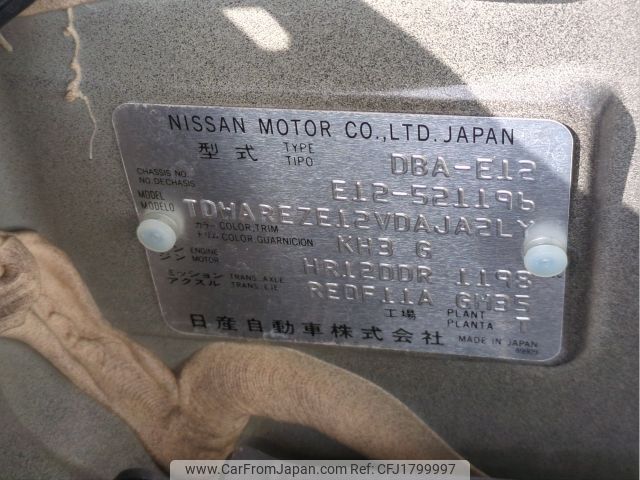 NISSAN MOTOR CO.,LTD. JAPAN
型式 TYPE TIPO DBA-E12
CHASSIS NO. NO.DECHASIS E12-521196
MODEL MODELO TDWAREZE12VDAJA2LY
カラー COLOR,TRIM トリム COLOR,GUARNICION KH3 G
エンジン ENGINE MOTOR HR12DDR 1198
ミッション TRANS. AXLE アクスル TRANS. EJE RE0F11A GM35
工場 PLANT PLANTA T
日産自動車株式会社 MADE IN JAPAN
www.CarFromJapan.com | Ref No: CFJ1799997